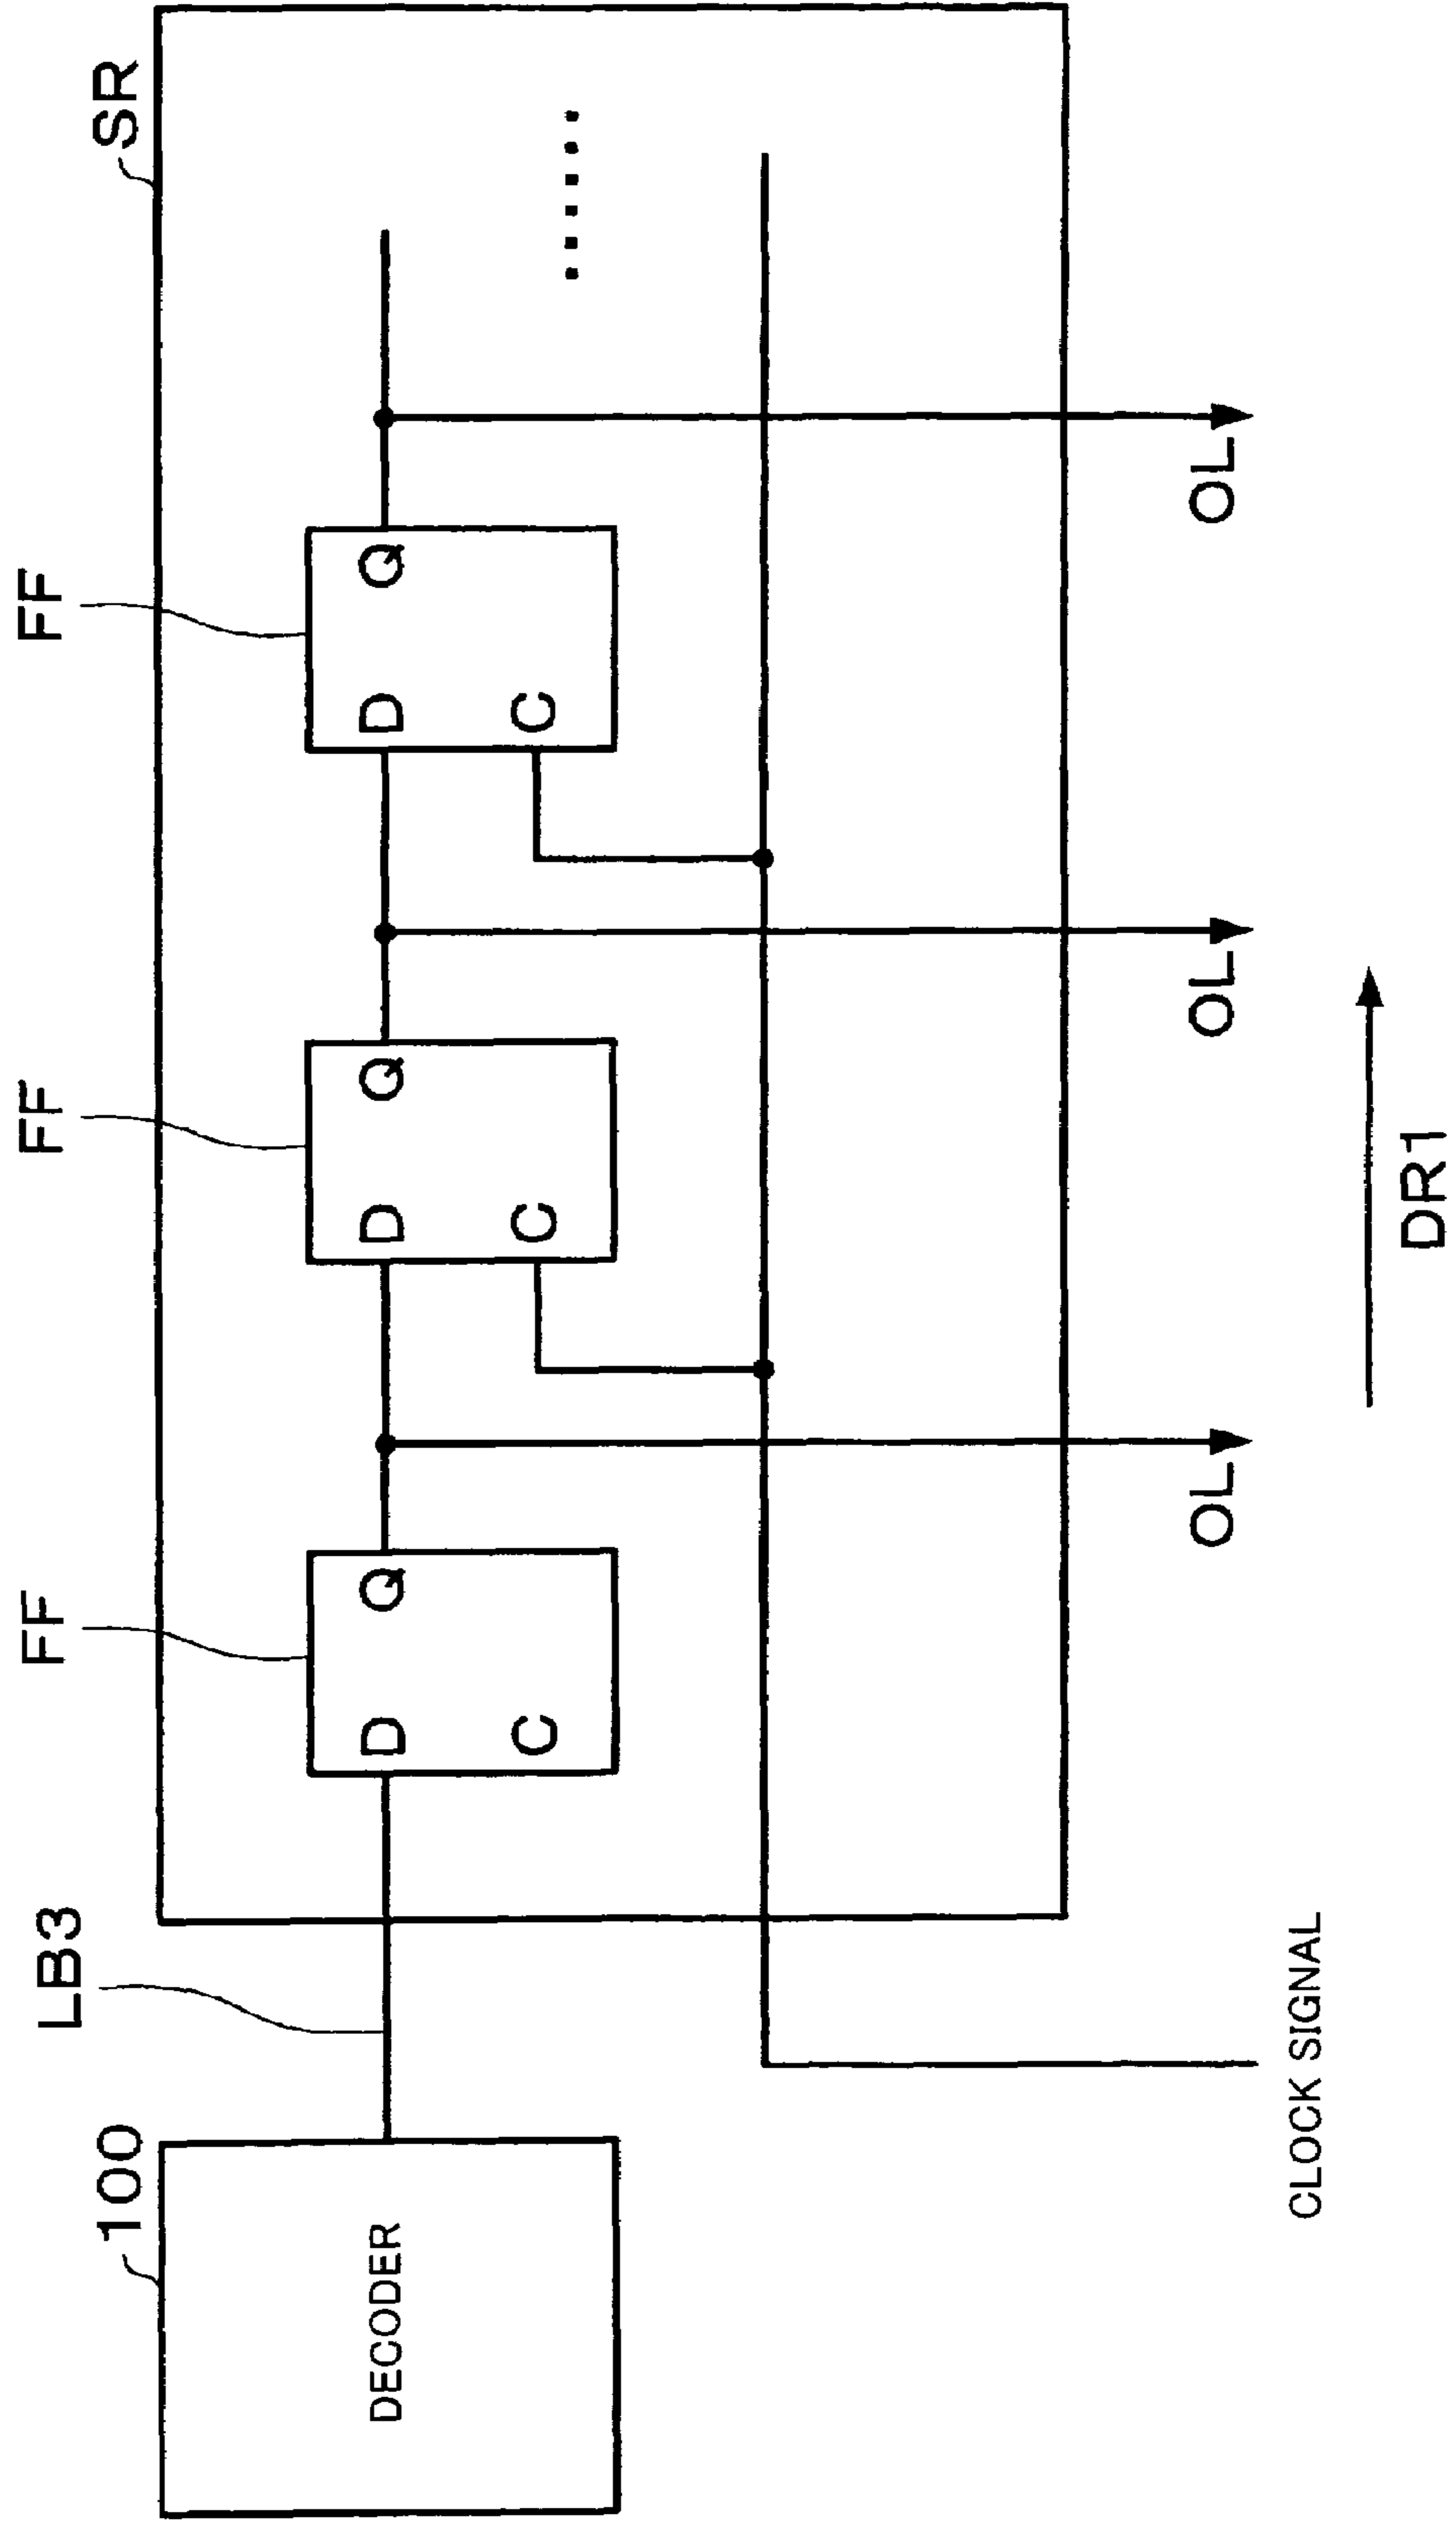 100
LB3
FF
FF
FF
SR
DECODER
D
Q
C
D
Q
C
D
Q
C
......
OL
OL
OL
CLOCK SIGNAL
DR1